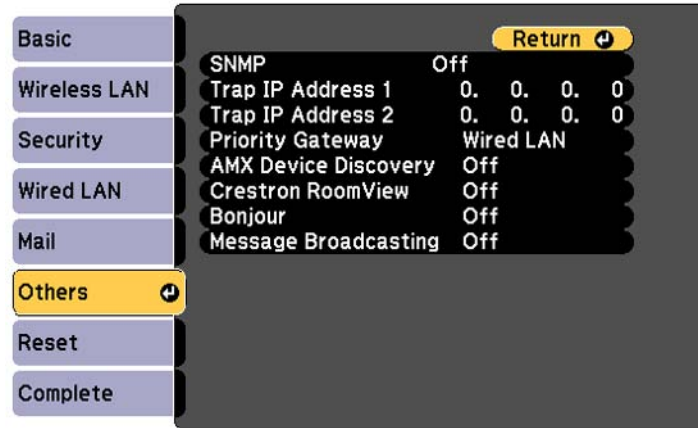 Basic
Wireless LAN
Security
Wired LAN
Mail
Others
Reset
Complete
Return
SNMP Off
Trap IP Address 1 0. 0. 0. 0
Trap IP Address 2 0. 0. 0. 0
Priority Gateway Wired LAN
AMX Device Discovery Off
Crestron RoomView Off
Bonjour Off
Message Broadcasting Off